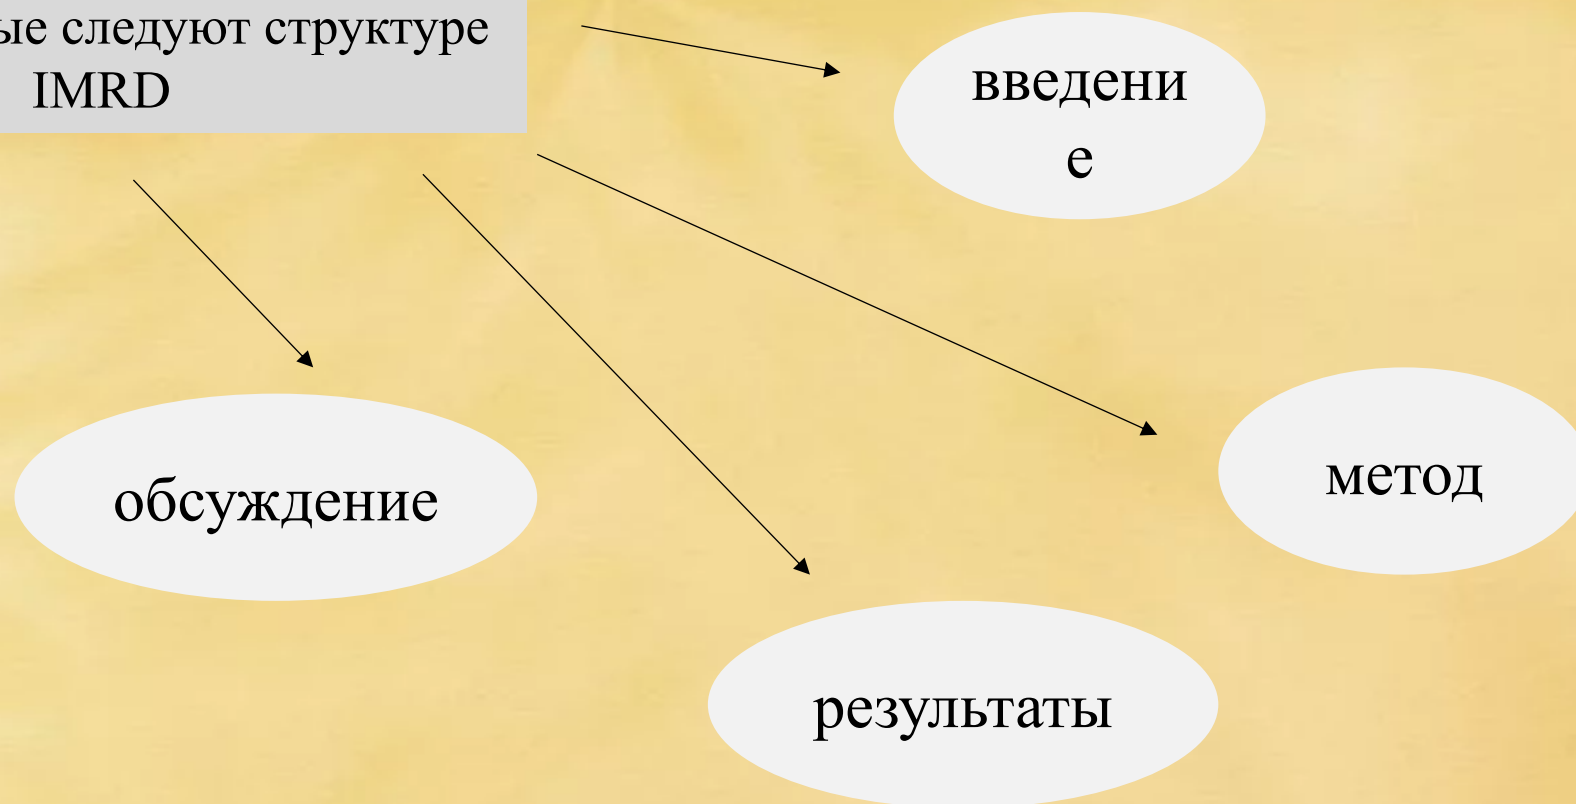 ые следуют структуре
IMRD
введени
е
метод
обсуждение
результаты